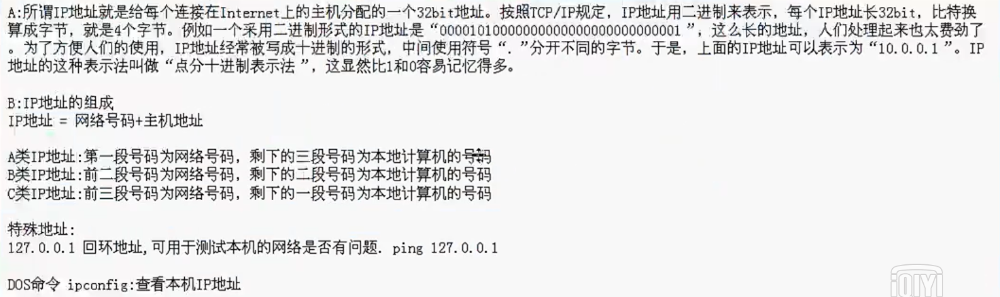 A:所谓IP地址就是给每个连接在Internet上的主机分配的一个32bit地址。按照TCP/IP规定，IP地址用二进制来表示，每个IP地址长32bit，比特换
算成字节，就是4个字节。例如一个采用二进制形式的IP地址是“00001010000000000000000000000001”，这么长的地址，人们处理起来也太费劲了
。为了方便人们的使用，IP地址经常被写成十进制的形式，中间使用符号“.”分开不同的字节。于是，上面的IP地址可以表示为“10.0.0.1”。IP
地址的这种表示法叫做“点分十进制表示法”，这显然比1和0容易记忆得多。
B:IP地址的组成
IP地址 = 网络号码+主机地址
A类IP地址:第一段号码为网络号码，剩下的三段号码为本地计算机的号码
B类IP地址:前二段号码为网络号码，剩下的二段号码为本地计算机的号码
C类IP地址:前三段号码为网络号码，剩下的一段号码为本地计算机的号码
特殊地址:
127.0.0.1 回环地址,可用于测试本机的网络是否有问题. ping 127.0.0.1
DOS命令 ipconfig:查看本机IP地址
iQIYI